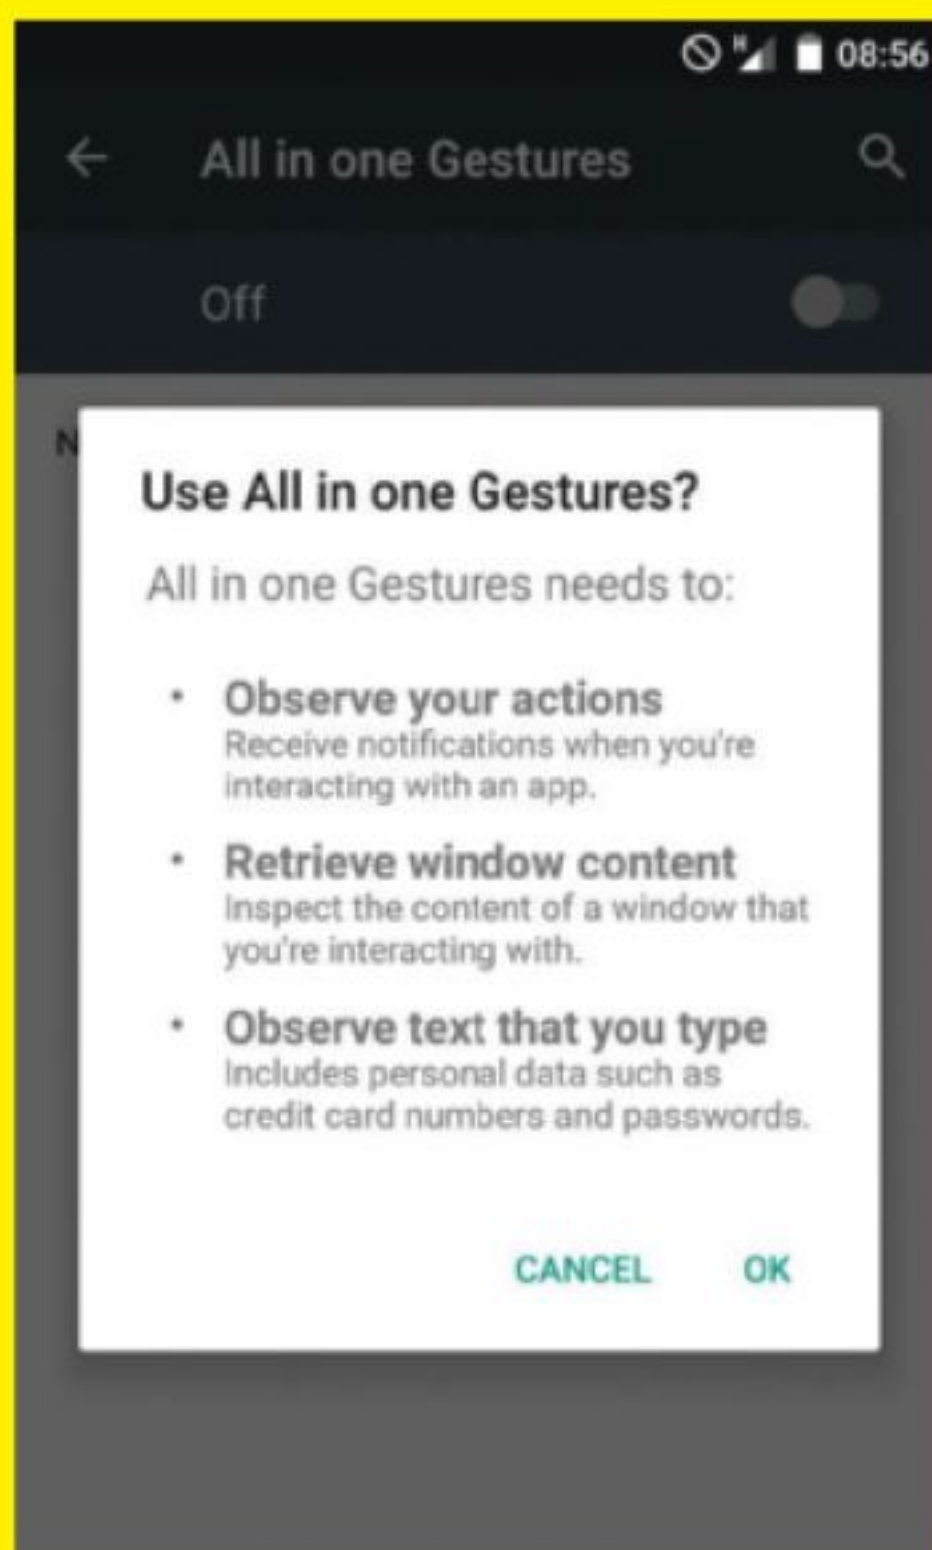 08:56
All in one Gestures
Off
N
Use All in one Gestures?
All in one Gestures needs to:
• Observe your actions
Receive notifications when you're
interacting with an app.
• Retrieve window content
Inspect the content of a window that
you're interacting with.
• Observe text that you type
Includes personal data such as
credit card numbers and passwords.
CANCEL OK